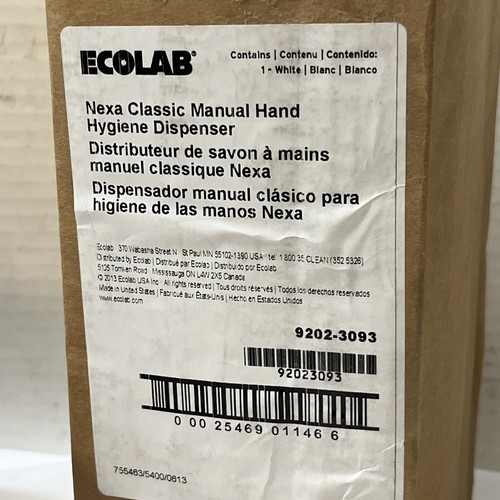 ECOLAB®
Contains | Contenu | Contenido:
1 - White | Blanc | Blanco
Nexa Classic Manual Hand
Hygiene Dispenser
Distributeur de savon à mains
manuel classique Nexa
Dispensador manual clásico para
higiene de las manos Nexa
Ecolab · 370 Wabasha Street N · St Paul MN 55102-1390 USA · tel: 1 800 35 CLEAN (352 5326)
Distributed by Ecolab | Distribué par Ecolab | Distribuido por Ecolab
5105 Tomken Road · Mississauga ON L4W 2X5 Canada
© 2013 Ecolab USA Inc · All rights reserved | Tous droits réservés | Todos los derechos reservados
Made in United States | Fabriqué aux États-Unis | Hecho en Estados Unidos
www.ecolab.com
9202-3093
92023093
0 00 25469 01146 6
755463/5400/0613